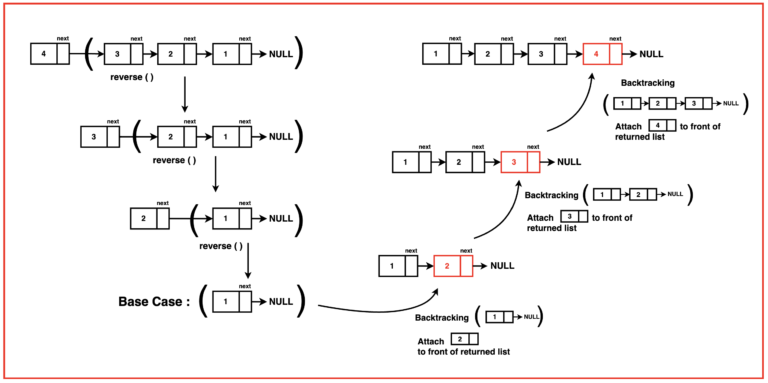 next next next next
4 ( 3 2 1 NULL )
reverse ( )
next next next
3 ( 2 1 NULL )
reverse ( )
next next
2 ( 1 NULL )
reverse ( )
next
Base Case : ( 1 NULL )
next next
1 2 NULL
Backtracking ( 1 NULL )
Attach 2
to front of returned list
next next next
1 2 3 NULL
Backtracking ( 1 2 NULL )
Attach 3 to front of
returned list
next next next next
1 2 3 4 NULL
Backtracking
( 1 2 3 NULL )
Attach 4 to front of
returned list